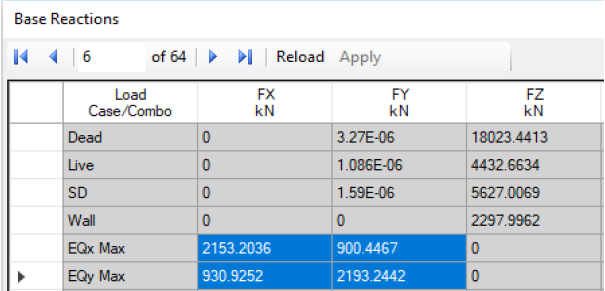 Base Reactions
6 of 64 Reload Apply
Load Case/Combo FX kN FY kN FZ kN
Dead 0 3.27E-06 18023.4413
Live 0 1.086E-06 4432.6634
SD 0 1.59E-06 5627.0069
Wall 0 0 2297.9962
EQx Max 2153.2036 900.4467 0
EQy Max 930.9252 2193.2442 0